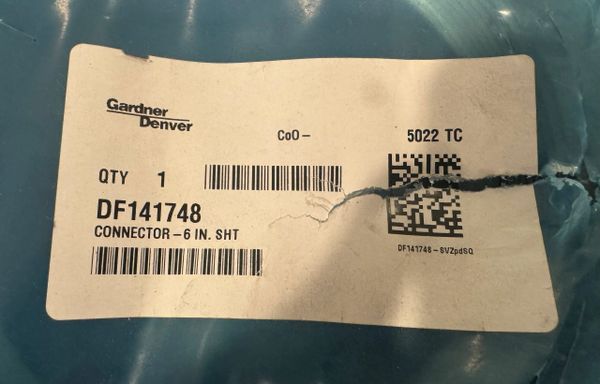 Gardner
Denver
CoO-
5022 TC
QTY 1
DF141748
CONNECTOR-6 IN. SHT
DF141748-SVZpdSQ